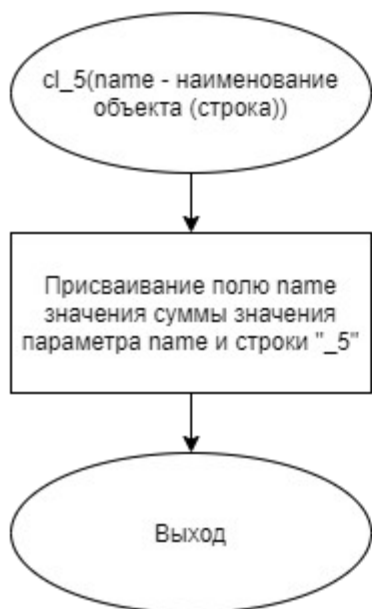 cl_5(name - наименование
объекта (строка))
Присваивание полю name
значения суммы значения
параметра name и строки "_5"
Выход